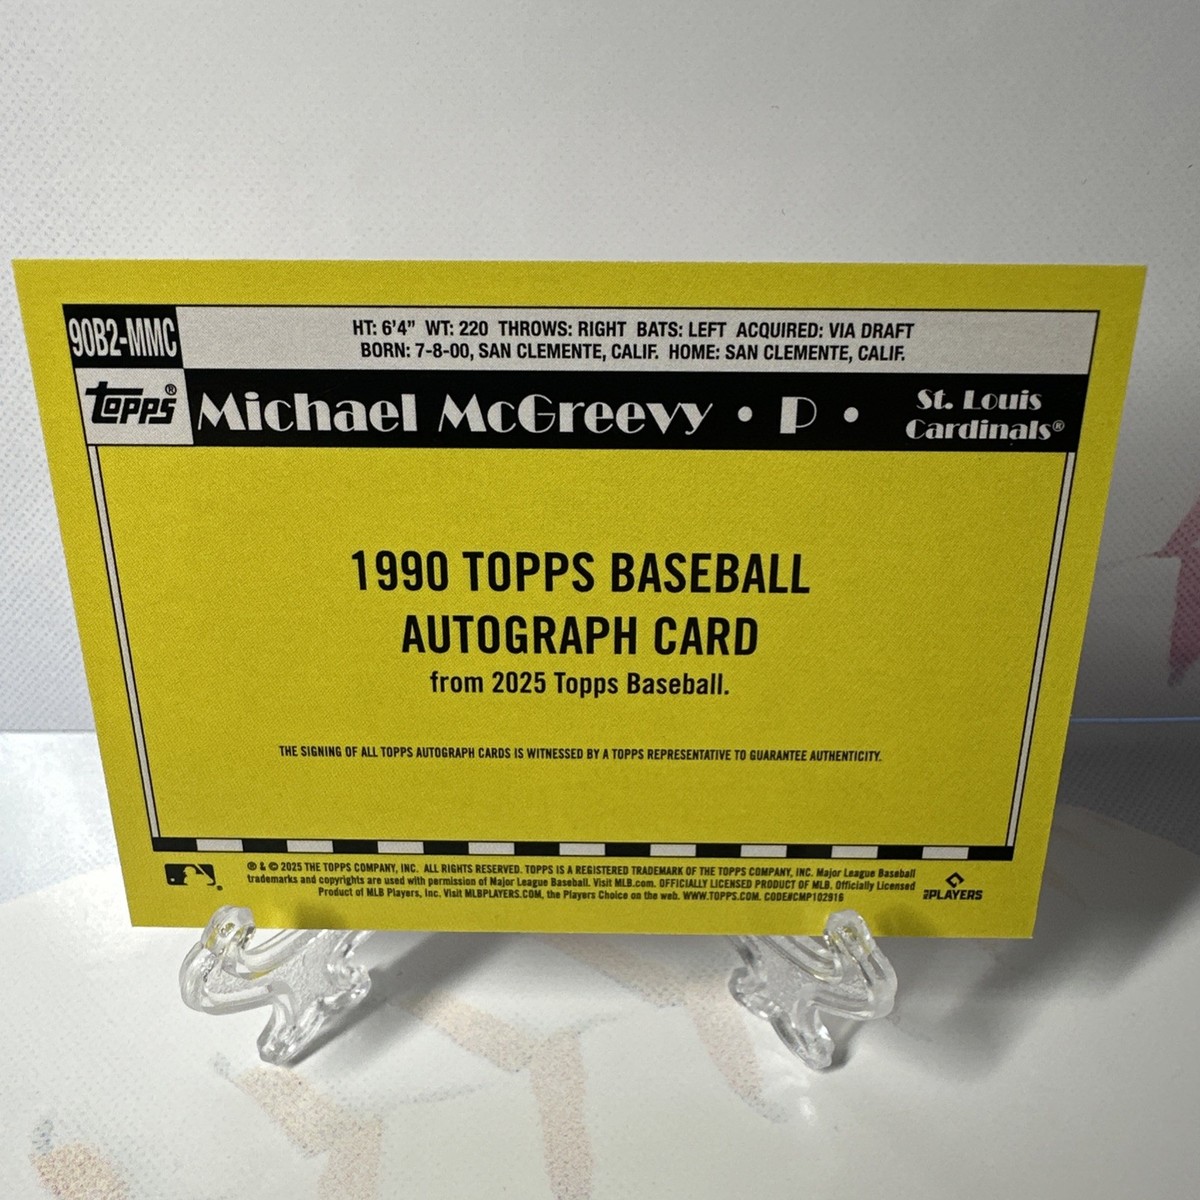 90B2-MMC
HT: 6'4" WT: 220 THROWS: RIGHT BATS: LEFT ACQUIRED: VIA DRAFT
BORN: 7-8-00, SAN CLEMENTE, CALIF. HOME: SAN CLEMENTE, CALIF.
Topps®
Michael McGreevy • P •
St. Louis
Cardinals®
1990 TOPPS BASEBALL
AUTOGRAPH CARD
from 2025 Topps Baseball.
THE SIGNING OF ALL TOPPS AUTOGRAPH CARDS IS WITNESSED BY A TOPPS REPRESENTATIVE TO GUARANTEE AUTHENTICITY.
® & © 2025 THE TOPPS COMPANY, INC. ALL RIGHTS RESERVED. TOPPS IS A REGISTERED TRADEMARK OF THE TOPPS COMPANY, INC. Major League Baseball
trademarks and copyrights are used with permission of Major League Baseball. Visit MLB.com. OFFICIALLY LICENSED PRODUCT OF MLB. Officially Licensed
Product of MLB Players, Inc. Visit MLBPLAYERS.COM, the Players Choice on the web. WWW.TOPPS.COM. CODE#CMP102916
PLAYERS